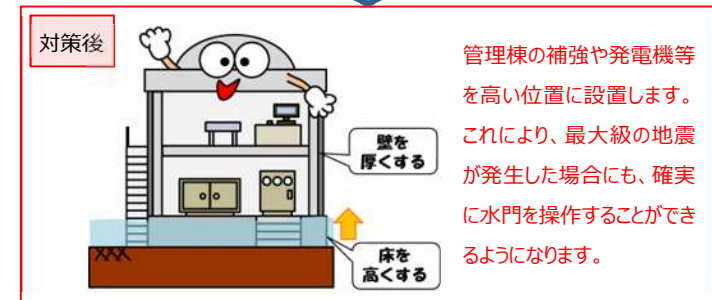 対策後
管理棟の補強や発電機等
を高い位置に設置します。
これにより、最大級の地震
が発生した場合にも、確実
に水門を操作することができ
るようになります。
壁を
厚くする
床を
高くする